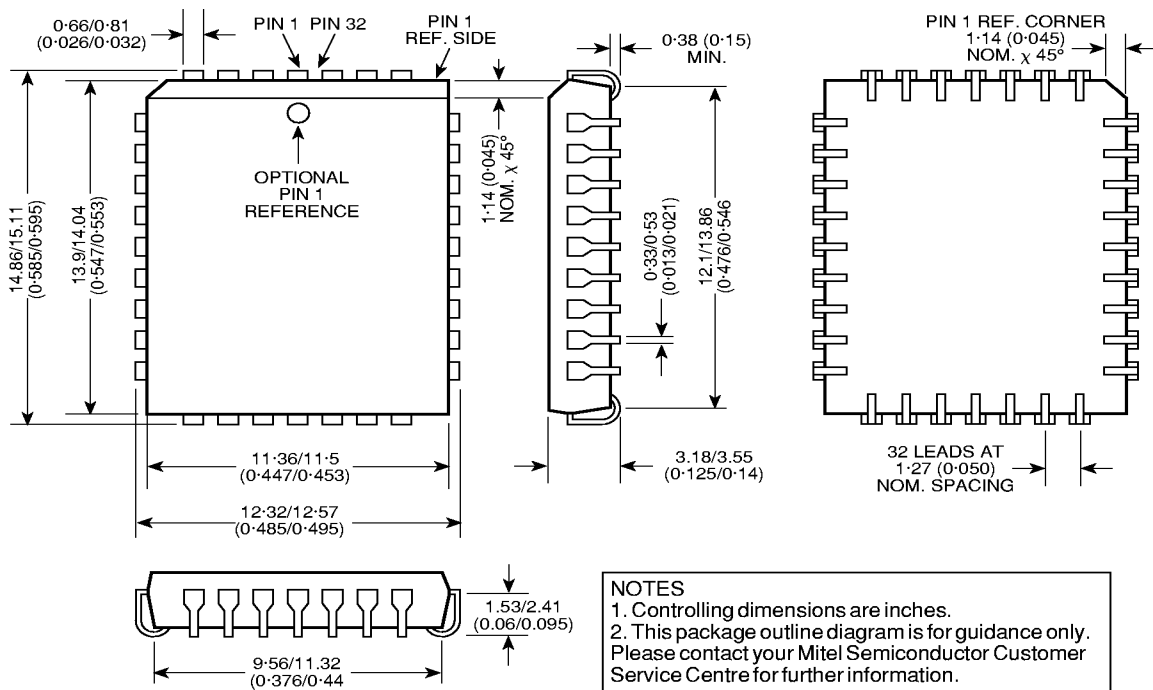 0·66/0·81
(0·026/0·032)
PIN 1
PIN 32
PIN 1
REF. SIDE
0·38 (0·15)
MIN.
PIN 1 REF. CORNER
1·14 (0·045)
NOM. χ 45°
14·86/15·11
(0·585/0·595)
13·9/14·04
(0·547/0·553)
OPTIONAL
PIN 1
REFERENCE
1·14 (0·045)
NOM. χ 45°
0·33/0·53
(0·013/0·021)
12·1/13·86
(0·476/0·546
11·36/11·5
(0·447/0·453)
12·32/12·57
(0·485/0·495)
3·18/3·55
(0·125/0·14)
32 LEADS AT
1·27 (0·050)
NOM. SPACING
1·53/2·41
(0·06/0·095)
9·56/11·32
(0·376/0·44
NOTES
1. Controlling dimensions are inches.
2. This package outline diagram is for guidance only.
Please contact your Mitel Semiconductor Customer
Service Centre for further information.